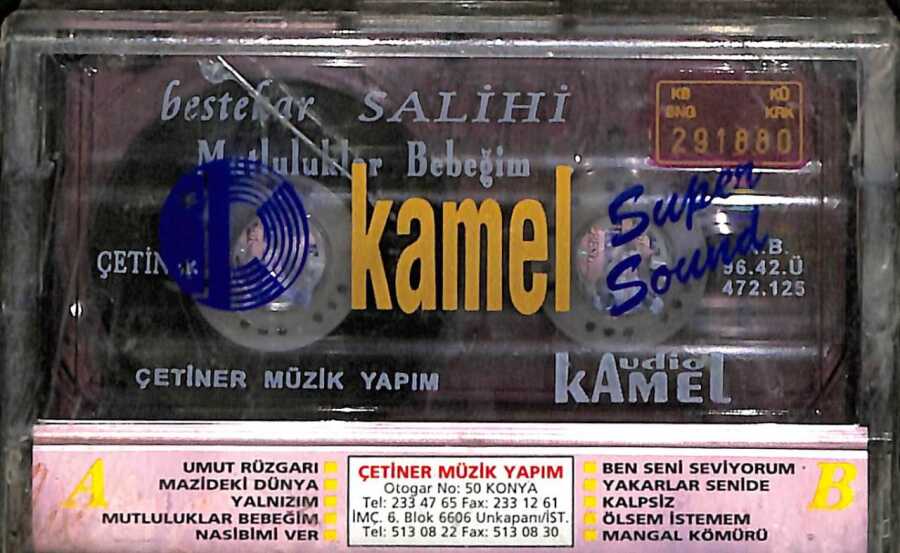 bestekar SALİHİ
Mutluluklar Bebeğim
KB KÜ
BNG KRK
291880
kamel
Super
Sound
ÇETİNER
.B.
96.42.Ü
472.125
ÇETİNER MÜZİK YAPIM
Audio
kAMEL
A
UMUT RÜZGARI
MAZİDEKİ DÜNYA
YALNIZIM
MUTLULUKLAR BEBEĞİM
NASİBİMİ VER
ÇETİNER MÜZİK YAPIM
Otogar No: 50 KONYA
Tel: 233 47 65 Fax: 233 12 61
İMÇ. 6. Blok 6606 Unkapanı/İST.
Tel: 513 08 22 Fax: 513 08 30
BEN SENİ SEVİYORUM
YAKARLAR SENİDE
KALPSİZ
ÖLSEM İSTEMEM
MANGAL KÖMÜRÜ
B